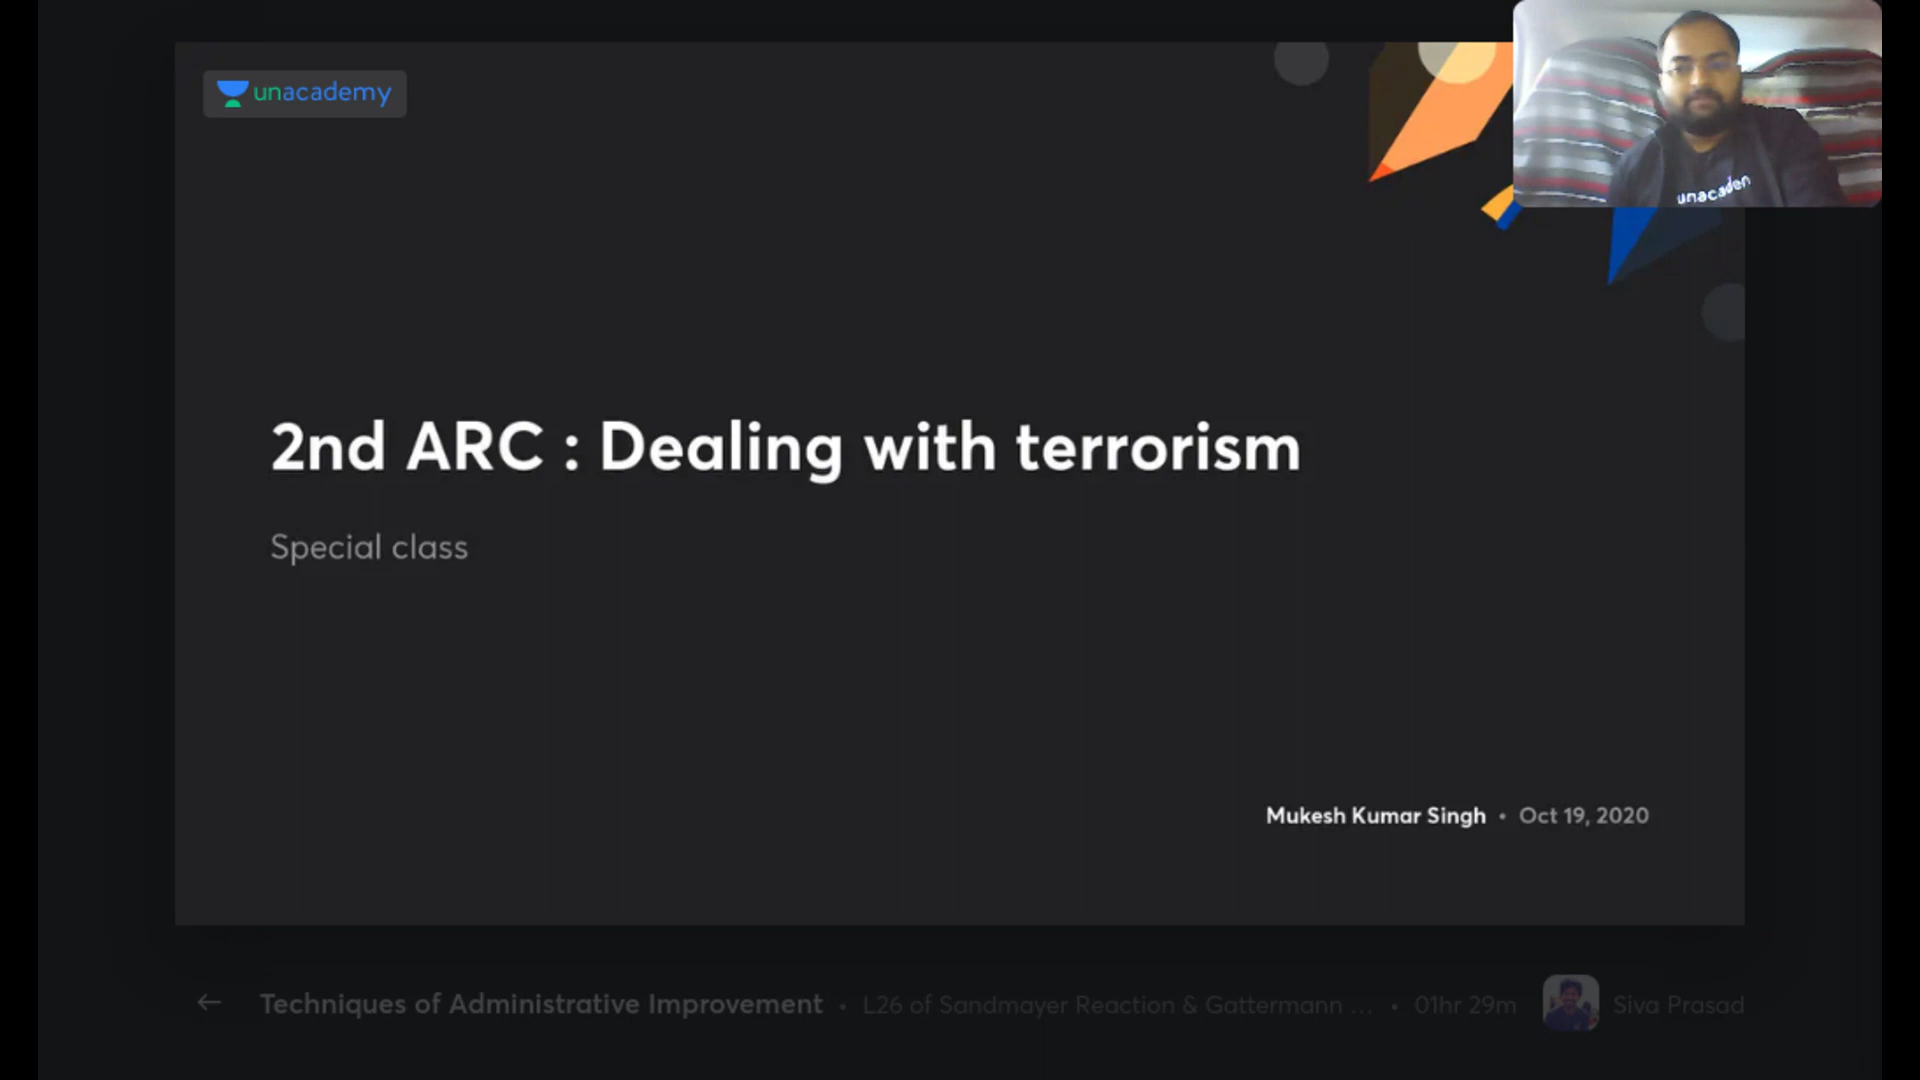 unacademy
unacadem
2nd ARC : Dealing with terrorism
Special class
Mukesh Kumar Singh • Oct 19, 2020
← Techniques of Administrative Improvement • L26 of Sandmayer Reaction & Gattermann ... • 01hr 29m Siva Prasad